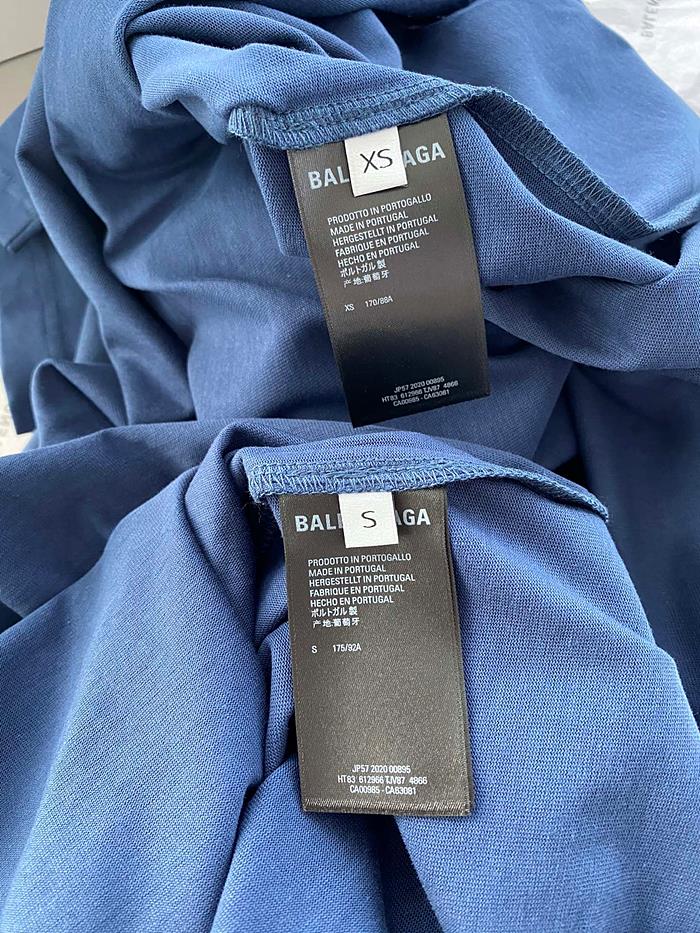 BALEN
XS
BAL AGA
PRODOTTO IN PORTOGALLO
MADE IN PORTUGAL
HERGESTELLT IN PORTUGAL
FABRIQUE EN PORTUGAL
HECHO EN PORTUGAL
ポルトガル製
产地:葡萄牙
XS 170/88A
JP57 2020 00895
HT83 612966 TJV87 4866
CA00985 - CA63081
S
BAL AGA
PRODOTTO IN PORTOGALLO
MADE IN PORTUGAL
HERGESTELLT IN PORTUGAL
FABRIQUE EN PORTUGAL
HECHO EN PORTUGAL
ポルトガル製
产地:葡萄牙
S 175/92A
JP57 2020 00895
HT83 612966 TJV87 4866
CA00985 - CA63081